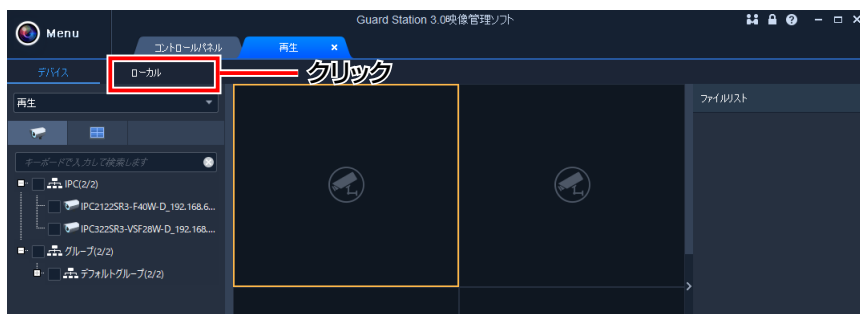 Guard Station 3.0映像管理ソフト
Menu
コントロールパネル
再生
デバイス
ローカル
クリック
再生
ファイルリスト
キーボードで入力して検索します
IPC(2/2)
IPC2122SR3-F40W-D_192.168.6...
IPC322SR3-VSF28W-D_192.168....
グループ(2/2)
デフォルトグループ(2/2)